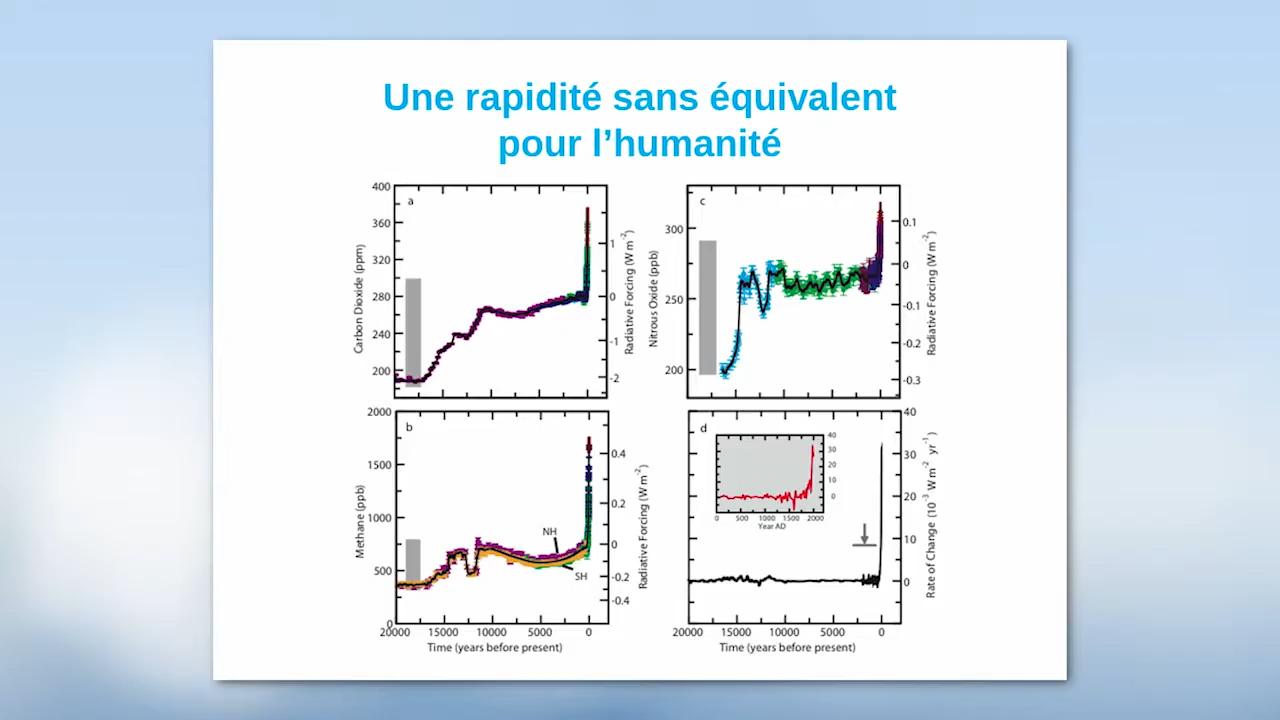 Une rapidité sans équivalent
pour l’humanité
a
400
360
320
280
240
200
Carbon Dioxide (ppm)
1
0
-1
-2
Radiative Forcing (W m-2)
c
300
250
200
Nitrous Oxide (ppb)
0.1
0
-0.1
-0.2
-0.3
Radiative Forcing (W m-2)
b
2000
1500
1000
500
0
Methane (ppb)
NH
SH
0.4
0.2
0
-0.2
-0.4
Radiative Forcing (W m-2)
20000 15000 10000 5000 0
Time (years before present)
d
40
30
20
10
0
0 500 1000 1500 2000
Year AD
40
30
20
10
0
Rate of Change (10-3 W m-2 yr-1)
20000 15000 10000 5000 0
Time (years before present)